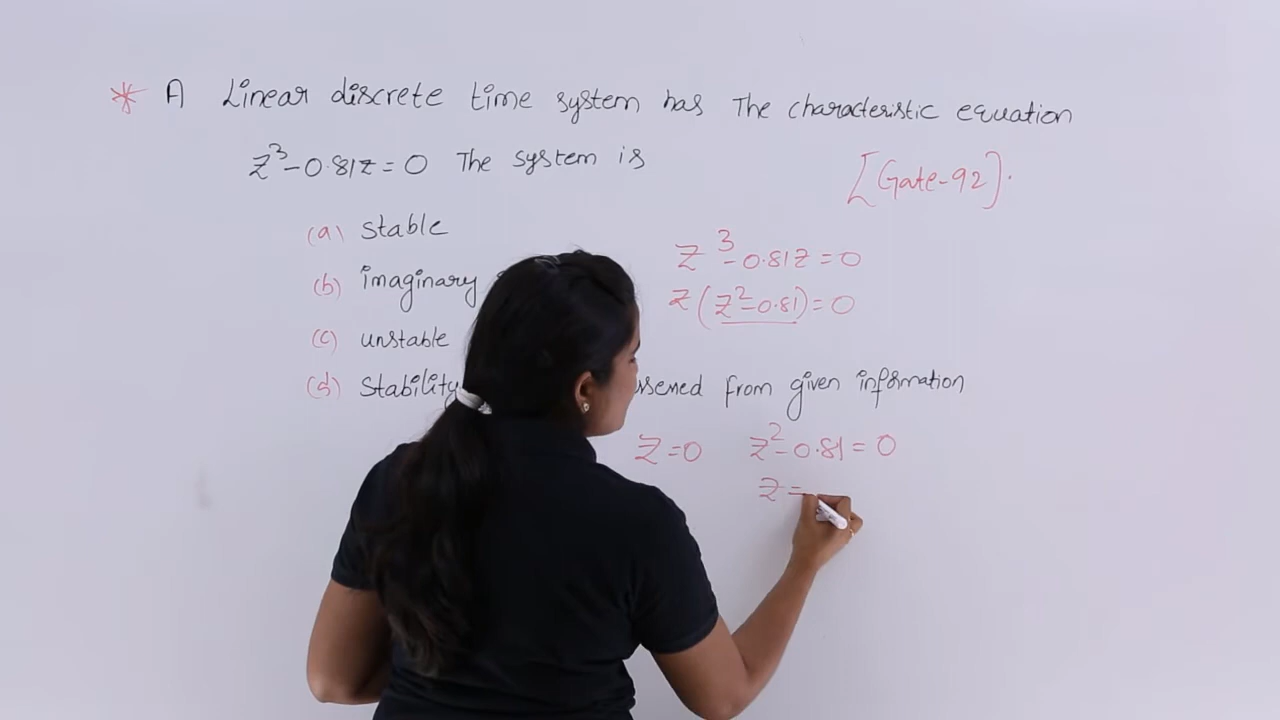 * A Linear discrete time system has The characteristic equation
z³-0.81z=0 The system is
[Gate-92].
(a) stable
(b) imaginary
(c) unstable
(d) Stability from given information
z³-0.81z=0
z(z²-0.81)=0
z=0 z²-0.81=0
z=